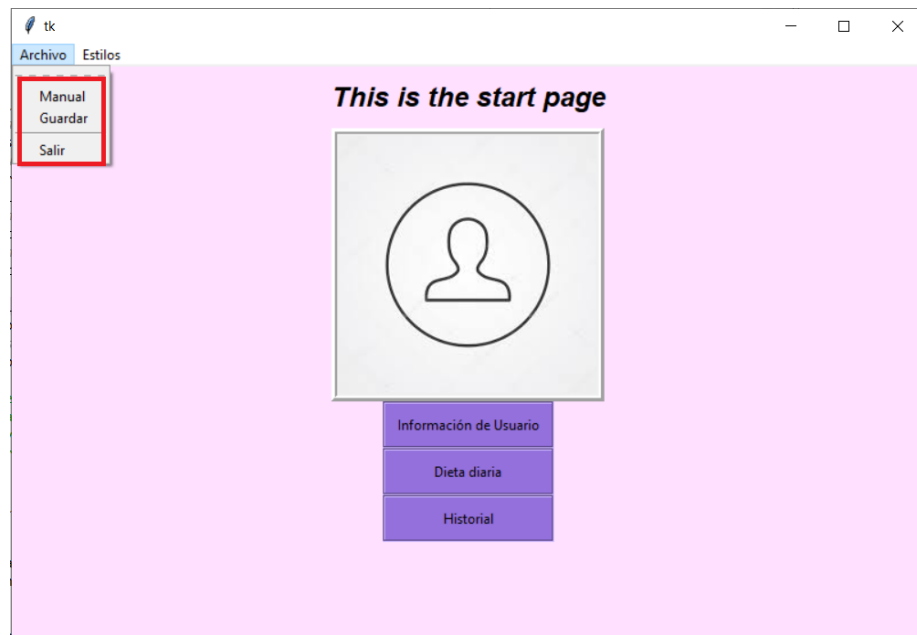 tk
Archivo Estilos
Manual
Guardar
Salir
This is the start page
Información de Usuario
Dieta diaria
Historial